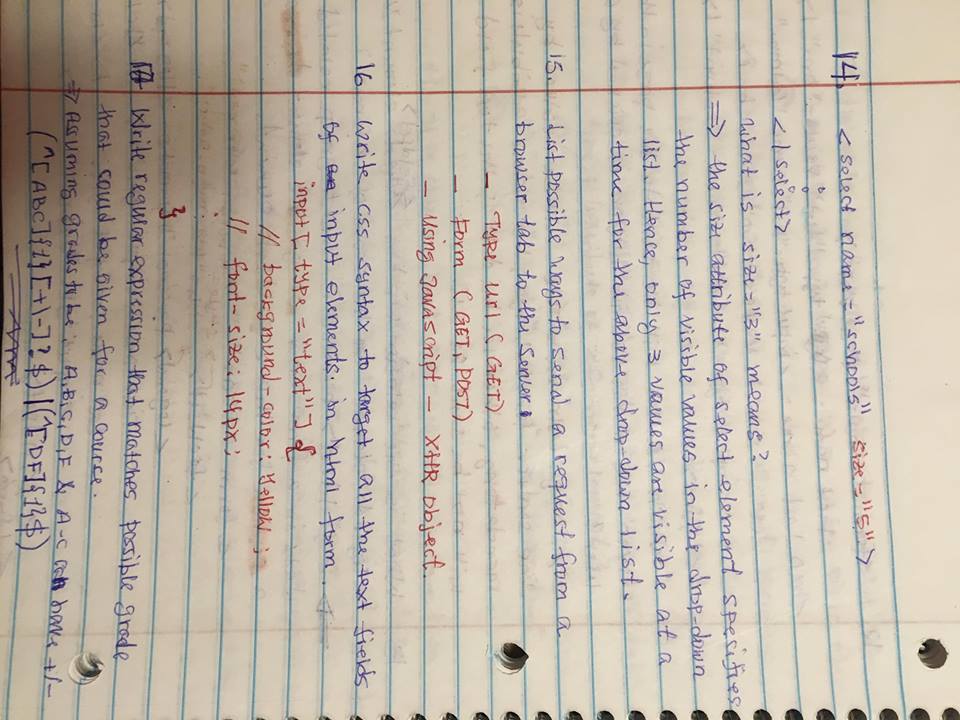 14) <select name="schools" size="5">
:
</select>
What is size="3" means?
⇒ the size attribute of select element specifies
the number of visible values in the drop-down
list. Hence, only 3 values are visible at a
time for the above drop-down list.
15. List possible ways to send a request from a
browser tab to the server.
- Type url (GET)
- Form (GET, POST)
- Using Javascript - XHR Object.
16 Write css syntax to target all the text fields
of input elements. in html form.
input[type="text"] {
// background-color: Yellow;
// font-size: 14px;
:
}
17 Write regular expression that matches possible grade
that could be given for a course.
⇒ Assuming grades to be: A,B,C,D,F & A-C can have +/-
(^[ABC]{1}[+\-]?$)|(^[DF]{1}$)